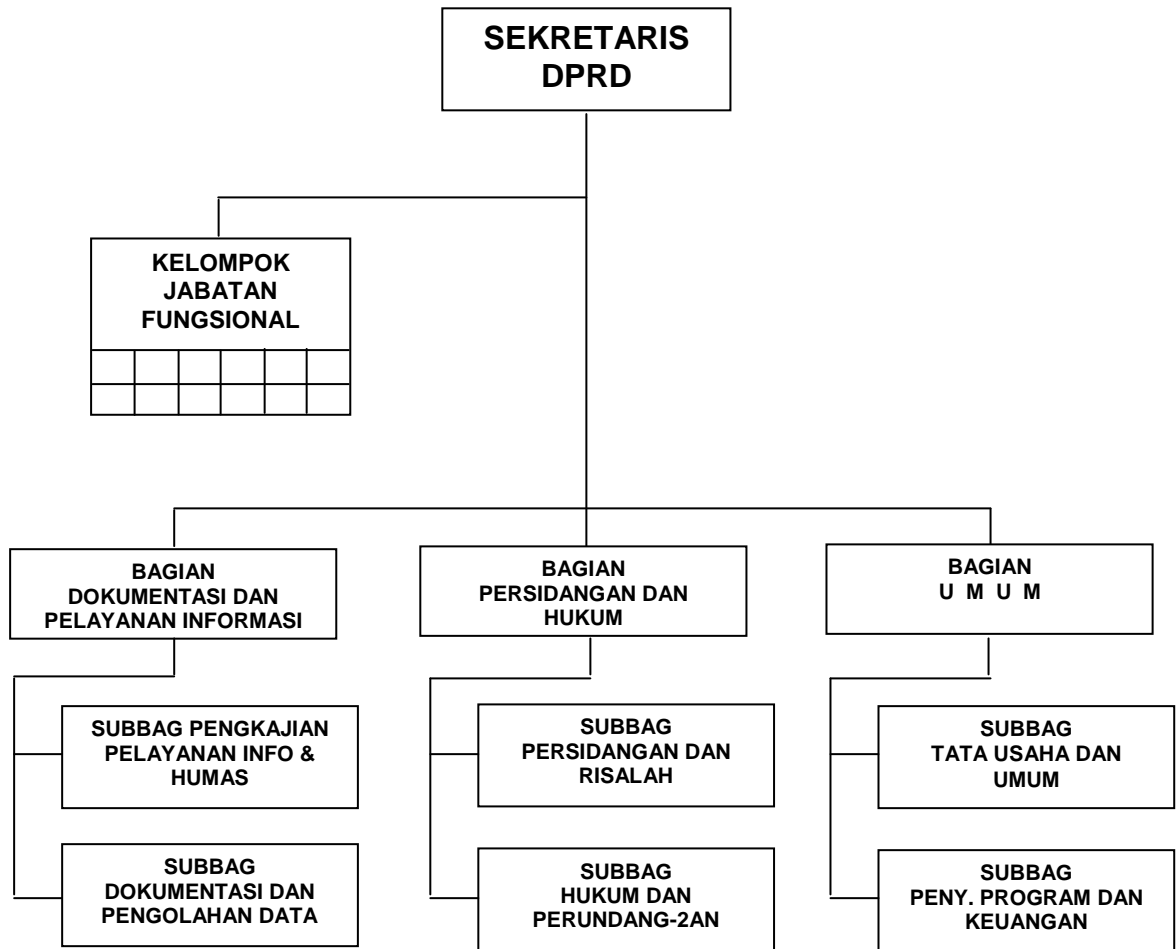 SEKRETARIS
DPRD
KELOMPOK
JABATAN
FUNGSIONAL
BAGIAN
DOKUMENTASI DAN
PELAYANAN INFORMASI
BAGIAN
PERSIDANGAN DAN
HUKUM
BAGIAN
U M U M
SUBBAG PENGKAJIAN
PELAYANAN INFO &
HUMAS
SUBBAG
PERSIDANGAN DAN
RISALAH
SUBBAG
TATA USAHA DAN
UMUM
SUBBAG
DOKUMENTASI DAN
PENGOLAHAN DATA
SUBBAG
HUKUM DAN
PERUNDANG-2AN
SUBBAG
PENY. PROGRAM DAN
KEUANGAN